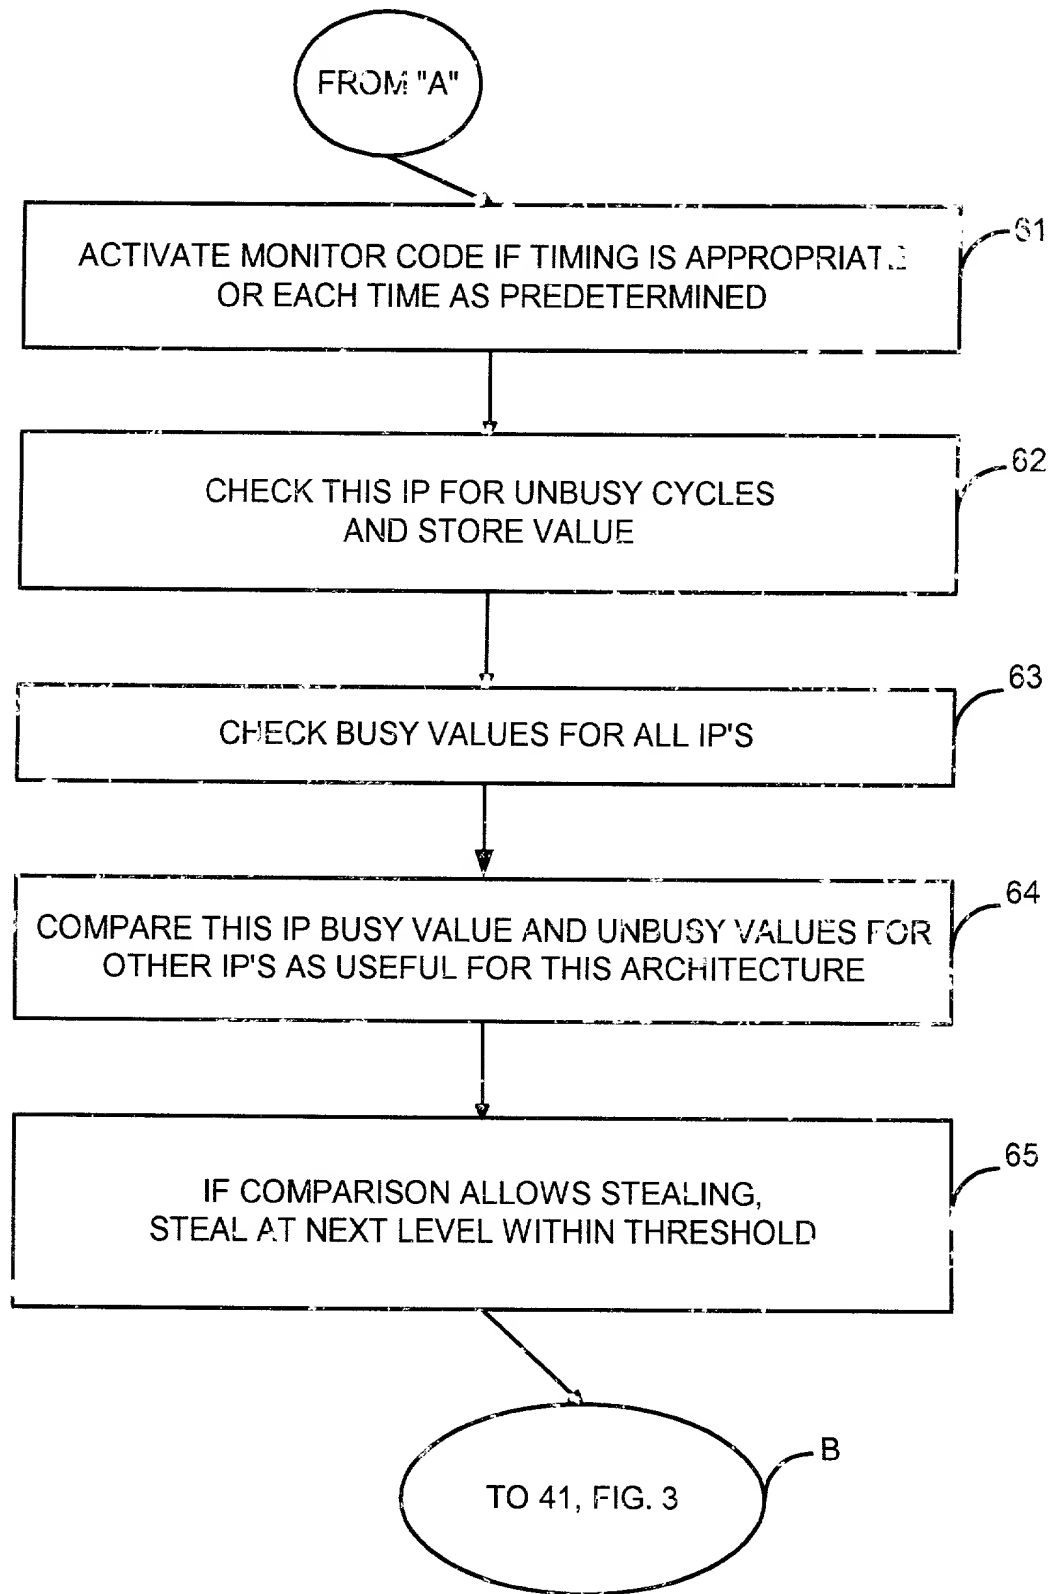 FROM "A"
ACTIVATE MONITOR CODE IF TIMING IS APPROPRIATE
OR EACH TIME AS PREDETERMINED
61
CHECK THIS IP FOR UNBUSY CYCLES
AND STORE VALUE
62
CHECK BUSY VALUES FOR ALL IP'S
63
COMPARE THIS IP BUSY VALUE AND UNBUSY VALUES FOR
OTHER IP'S AS USEFUL FOR THIS ARCHITECTURE
64
IF COMPARISON ALLOWS STEALING,
STEAL AT NEXT LEVEL WITHIN THRESHOLD
65
TO 41, FIG. 3
B